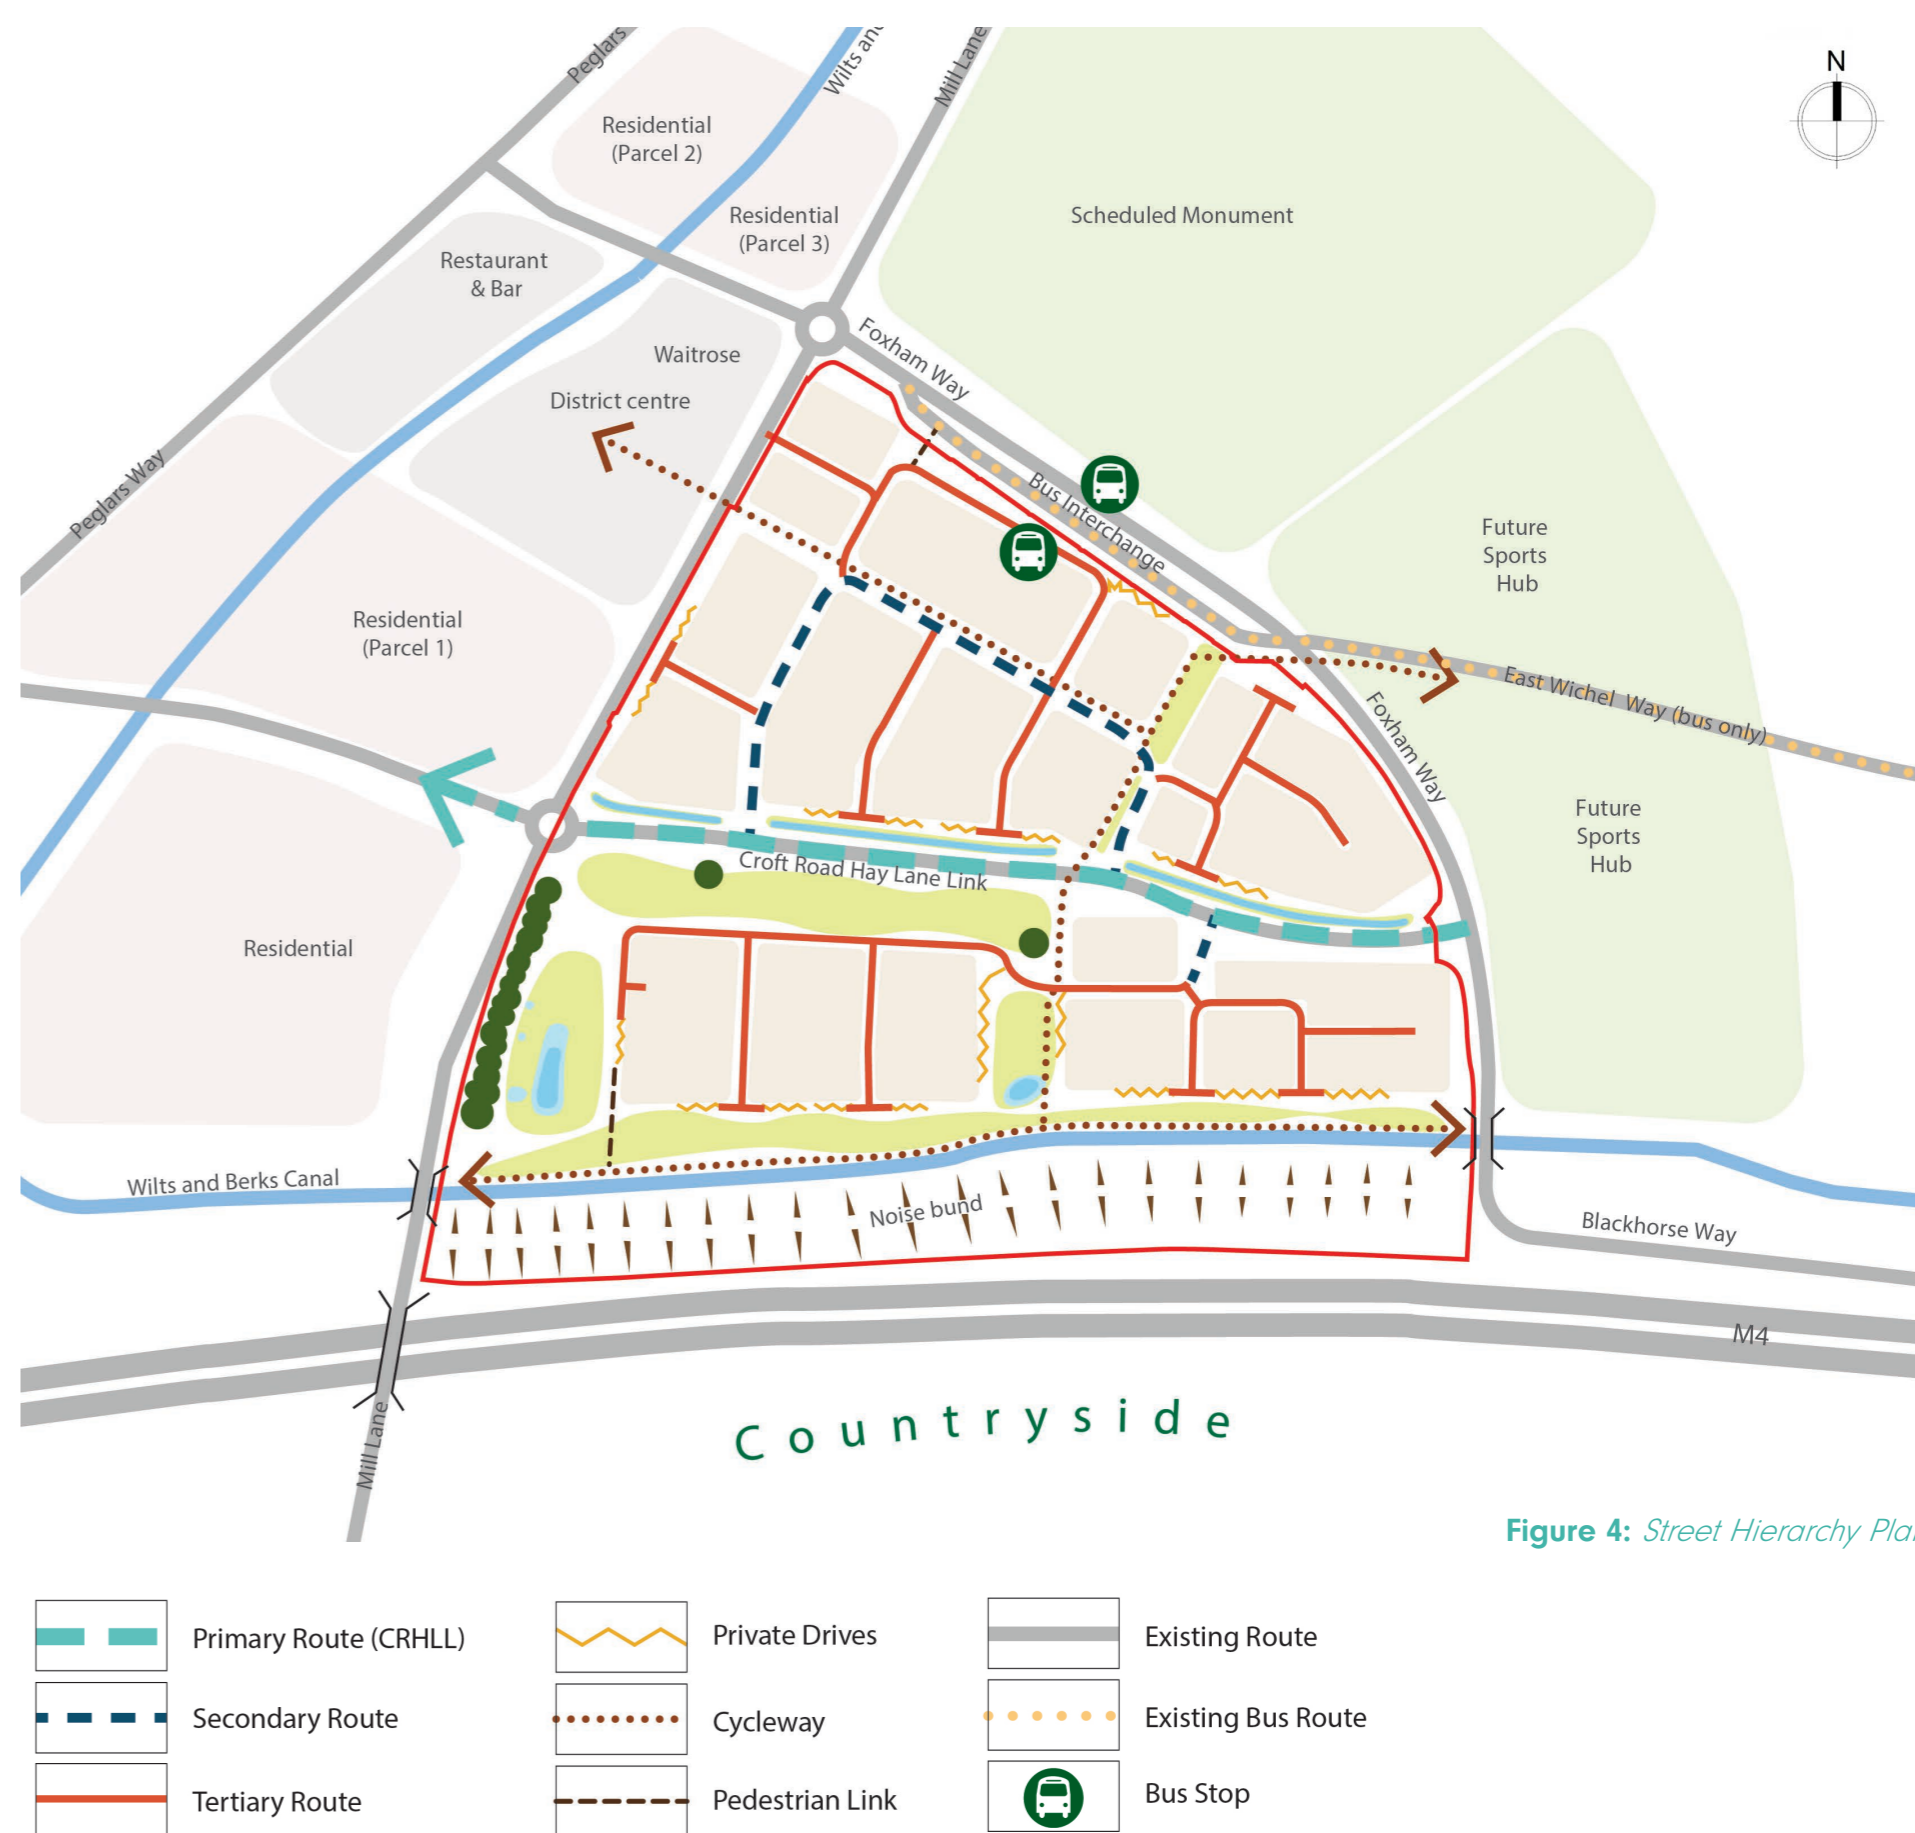 N
Peglars
Wilts and
Mill Lane
Residential
(Parcel 2)
Residential
(Parcel 3)
Scheduled Monument
Restaurant
& Bar
Waitrose
Foxham Way
District centre
Peglars Way
Bus Interchange
Future
Sports
Hub
Residential
(Parcel 1)
East Wichel Way (bus only)
Foxham Way
Future
Sports
Hub
Croft Road Hay Lane Link
Residential
Wilts and Berks Canal
Noise bund
Blackhorse Way
M4
Mill Lane
Countryside
Figure 4: Street Hierarchy Pla
Primary Route (CRHLL)
Secondary Route
Tertiary Route
Private Drives
Cycleway
Pedestrian Link
Existing Route
Existing Bus Route
Bus Stop